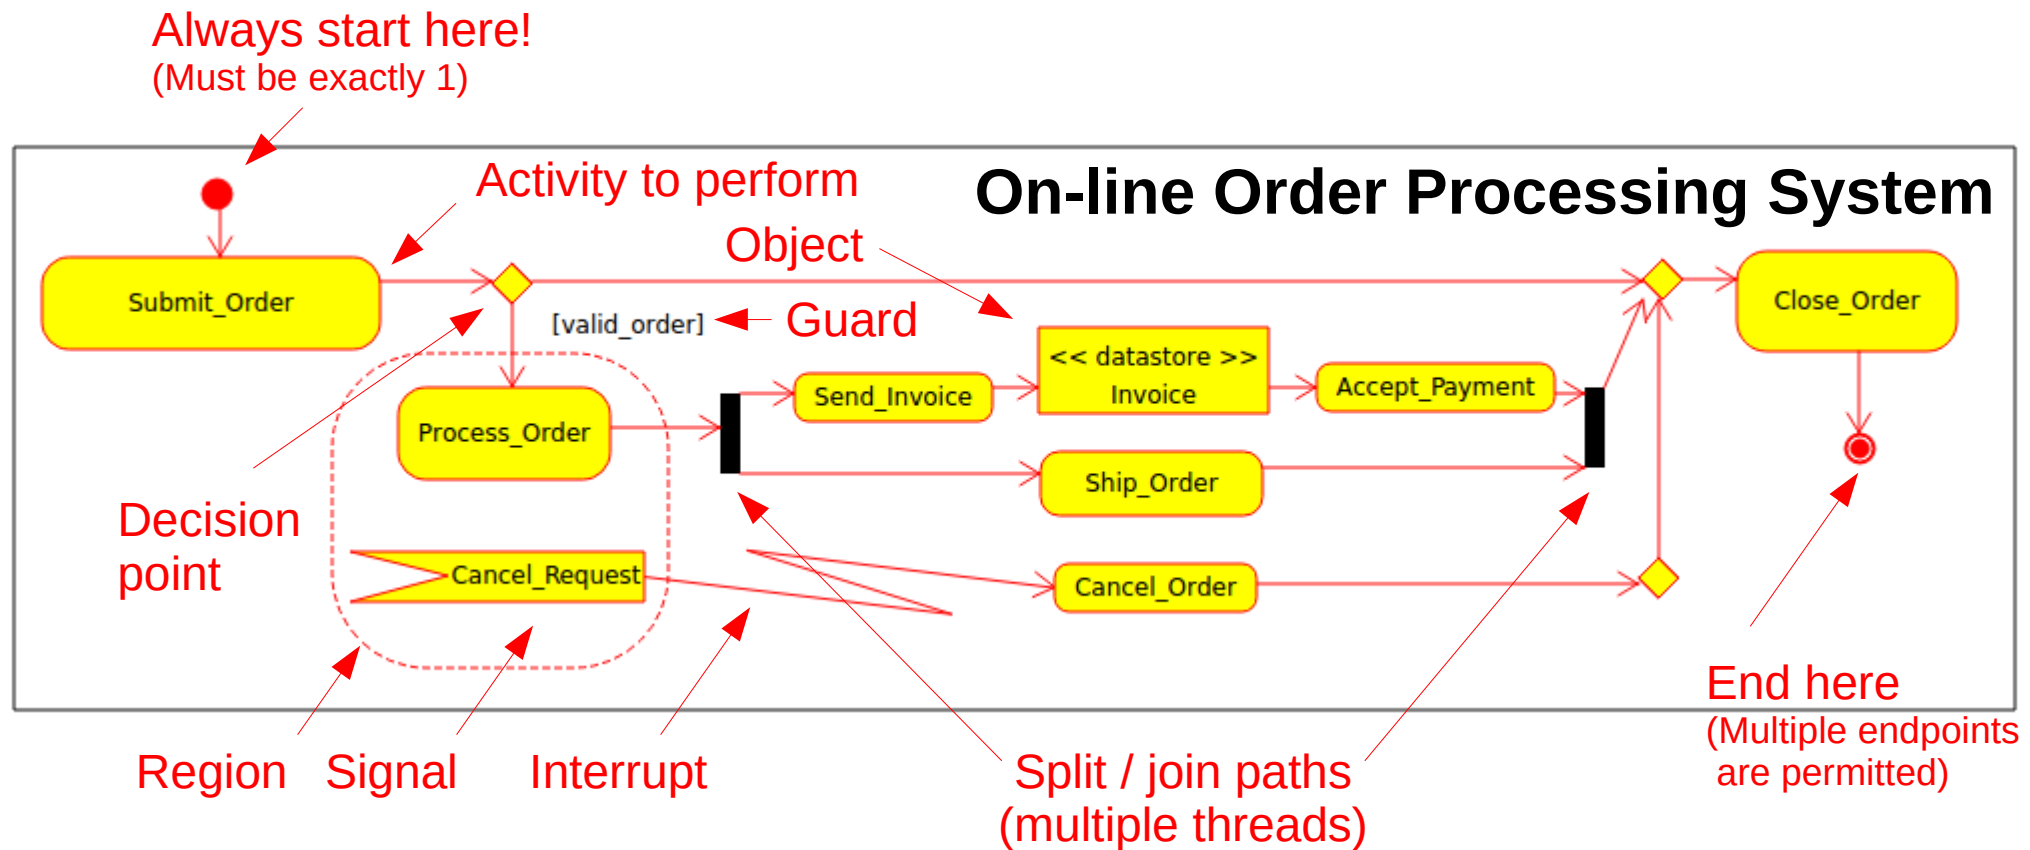 Always start here!
(Must be exactly 1)
Activity to perform
On-line Order Processing System
Object
Submit_Order
[valid_order]
Guard
Close_Order
<< datastore >>
Invoice
Send_Invoice
Accept_Payment
Process_Order
Ship_Order
Decision
point
Cancel_Request
Cancel_Order
End here
(Multiple endpoints
are permitted)
Region
Signal
Interrupt
Split / join paths
(multiple threads)